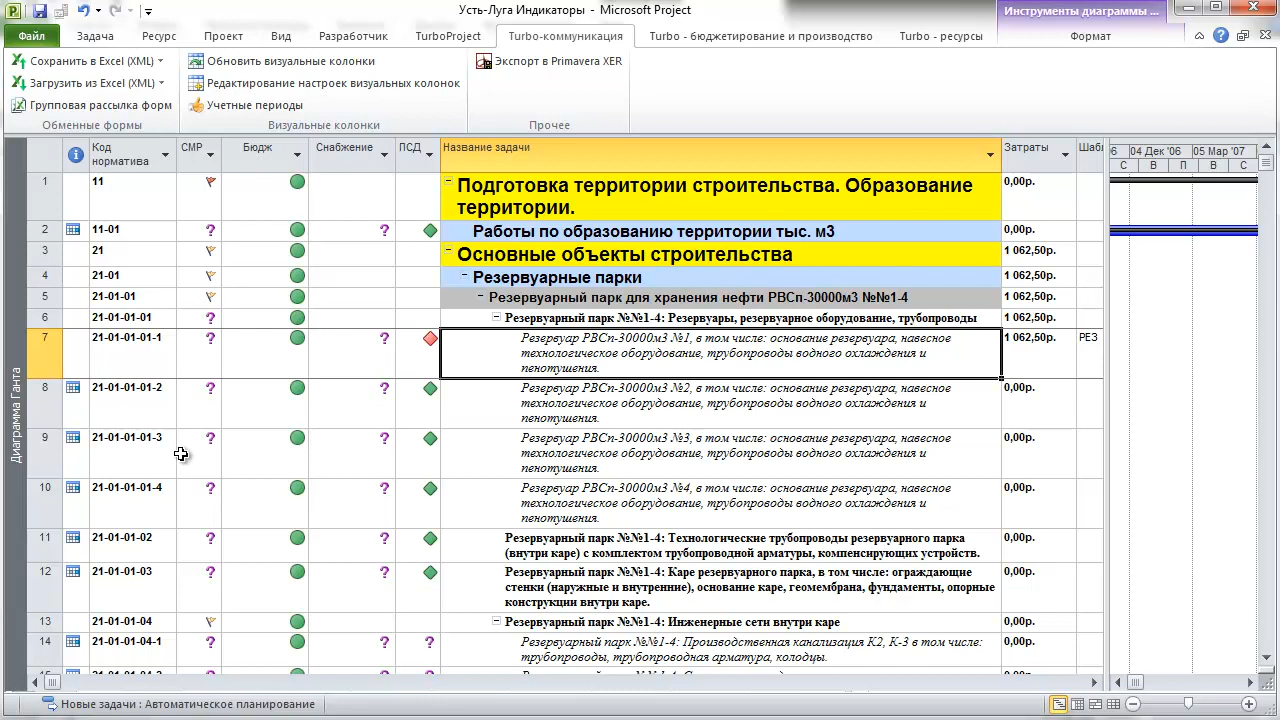 Усть-Луга Индикаторы - Microsoft Project
Инструменты диаграммы ...
Файл Задача Ресурс Проект Вид Разработчик TurboProject Turbo-коммуникация Turbo - бюджетирование и производство Turbo - ресурсы Формат
Сохранить в Excel (XML) Обновить визуальные колонки Экспорт в Primavera XER
Загрузить из Excel (XML) Редактирование настроек визуальных колонок
Групповая рассылка форм Учетные периоды
Обменные формы Визуальные колонки Прочее
Код норматива СМР Бюдж Снабжение ПСД Название задачи Затраты Шаб
6 04 Дек '06 05 Мар '07
С В П В С
1 11 Подготовка территории строительства. Образование 0,00р.
территории.
2 11-01 ? ? Работы по образованию территории тыс. м3 0,00р.
3 21 Основные объекты строительства 1 062,50р.
4 21-01 Резервуарные парки 1 062,50р.
5 21-01-01 Резервуарный парк для хранения нефти РВСп-30000м3 №№1-4 1 062,50р.
6 21-01-01-01 ? Резервуарный парк №№1-4: Резервуары, резервуарное оборудование, трубопроводы 1 062,50р.
7 21-01-01-01-1 ? ? Резервуар РВСп-30000м3 №1, в том числе: основание резервуара, навесное 1 062,50р. РЕЗ
технологическое оборудование, трубопроводы водного охлаждения и
пенотушения.
8 21-01-01-01-2 ? ? Резервуар РВСп-30000м3 №2, в том числе: основание резервуара, навесное 0,00р.
технологическое оборудование, трубопроводы водного охлаждения и
пенотушения.
9 21-01-01-01-3 ? ? Резервуар РВСп-30000м3 №3, в том числе: основание резервуара, навесное 0,00р.
технологическое оборудование, трубопроводы водного охлаждения и
пенотушения.
10 21-01-01-01-4 ? ? Резервуар РВСп-30000м3 №4, в том числе: основание резервуара, навесное 0,00р.
технологическое оборудование, трубопроводы водного охлаждения и
пенотушения.
11 21-01-01-02 ? ? Резервуарный парк №№1-4: Технологические трубопроводы резервуарного парка 0,00р.
(внутри каре) с комплектом трубопроводной арматуры, компенсирующих устройств.
12 21-01-01-03 ? ? Резервуарный парк №№1-4: Каре резервуарного парка, в том числе: ограждающие 0,00р.
стенки (наружные и внутренние), основание каре, геомембрана, фундаменты, опорные
конструкции внутри каре.
13 21-01-01-04 Резервуарный парк №№1-4: Инженерные сети внутри каре 0,00р.
14 21-01-01-04-1 ? ? ? Резервуарный парк №№1-4: Производственная канализация К2, К-3 в том числе: 0,00р.
трубопроводы, трубопроводная арматура, колодцы.
Диаграмма Ганта
Новые задачи : Автоматическое планирование